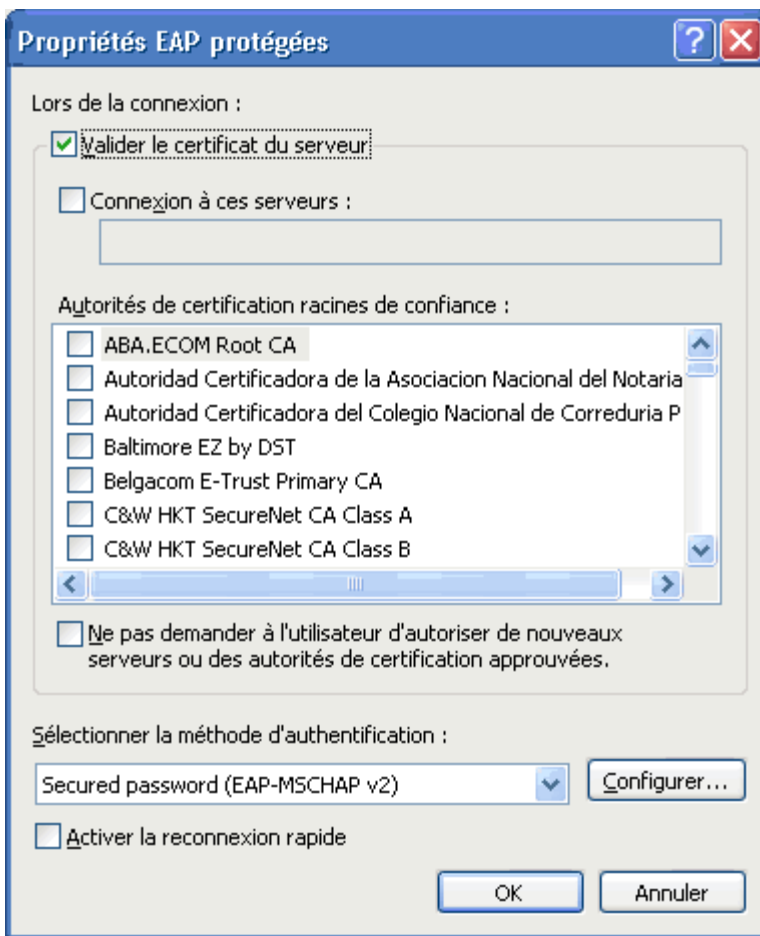 Propriétés EAP protégées
Lors de la connexion :
Valider le certificat du serveur
Connexion à ces serveurs :
Autorités de certification racines de confiance :
ABA.ECOM Root CA
Autoridad Certificadora de la Asociacion Nacional del Notaria
Autoridad Certificadora del Colegio Nacional de Correduria P
Baltimore EZ by DST
Belgacom E-Trust Primary CA
C&W HKT SecureNet CA Class A
C&W HKT SecureNet CA Class B
Ne pas demander à l'utilisateur d'autoriser de nouveaux
serveurs ou des autorités de certification approuvées.
Sélectionner la méthode d'authentification :
Secured password (EAP-MSCHAP v2)
Configurer...
Activer la reconnexion rapide
OK
Annuler